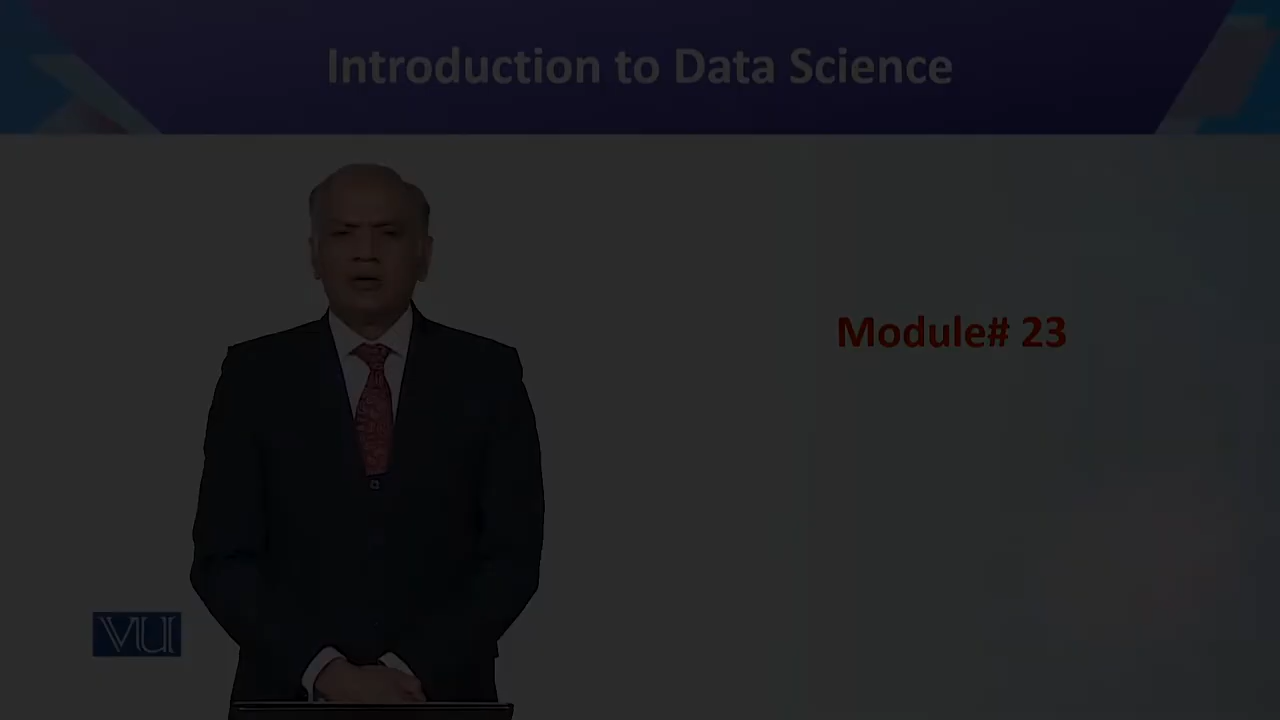 Introduction to Data Science
Module# 23
VU